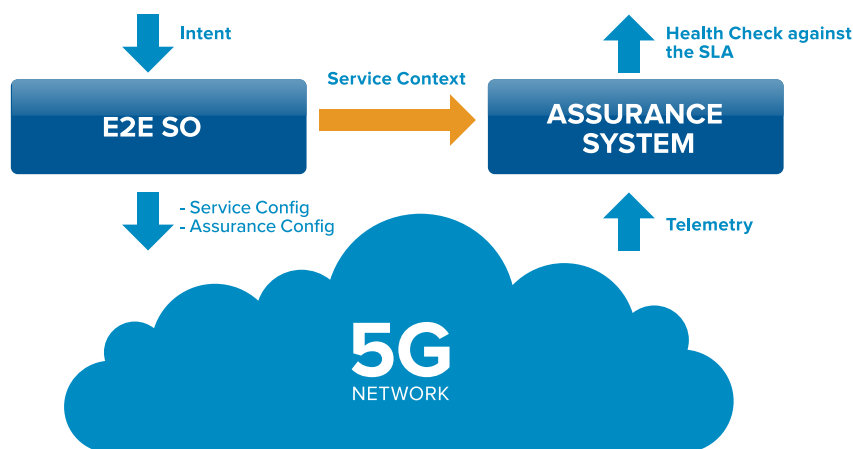 Intent
Health Check against
the SLA
Service Context
E2E SO
ASSURANCE
SYSTEM
- Service Config
- Assurance Config
Telemetry
5G
NETWORK